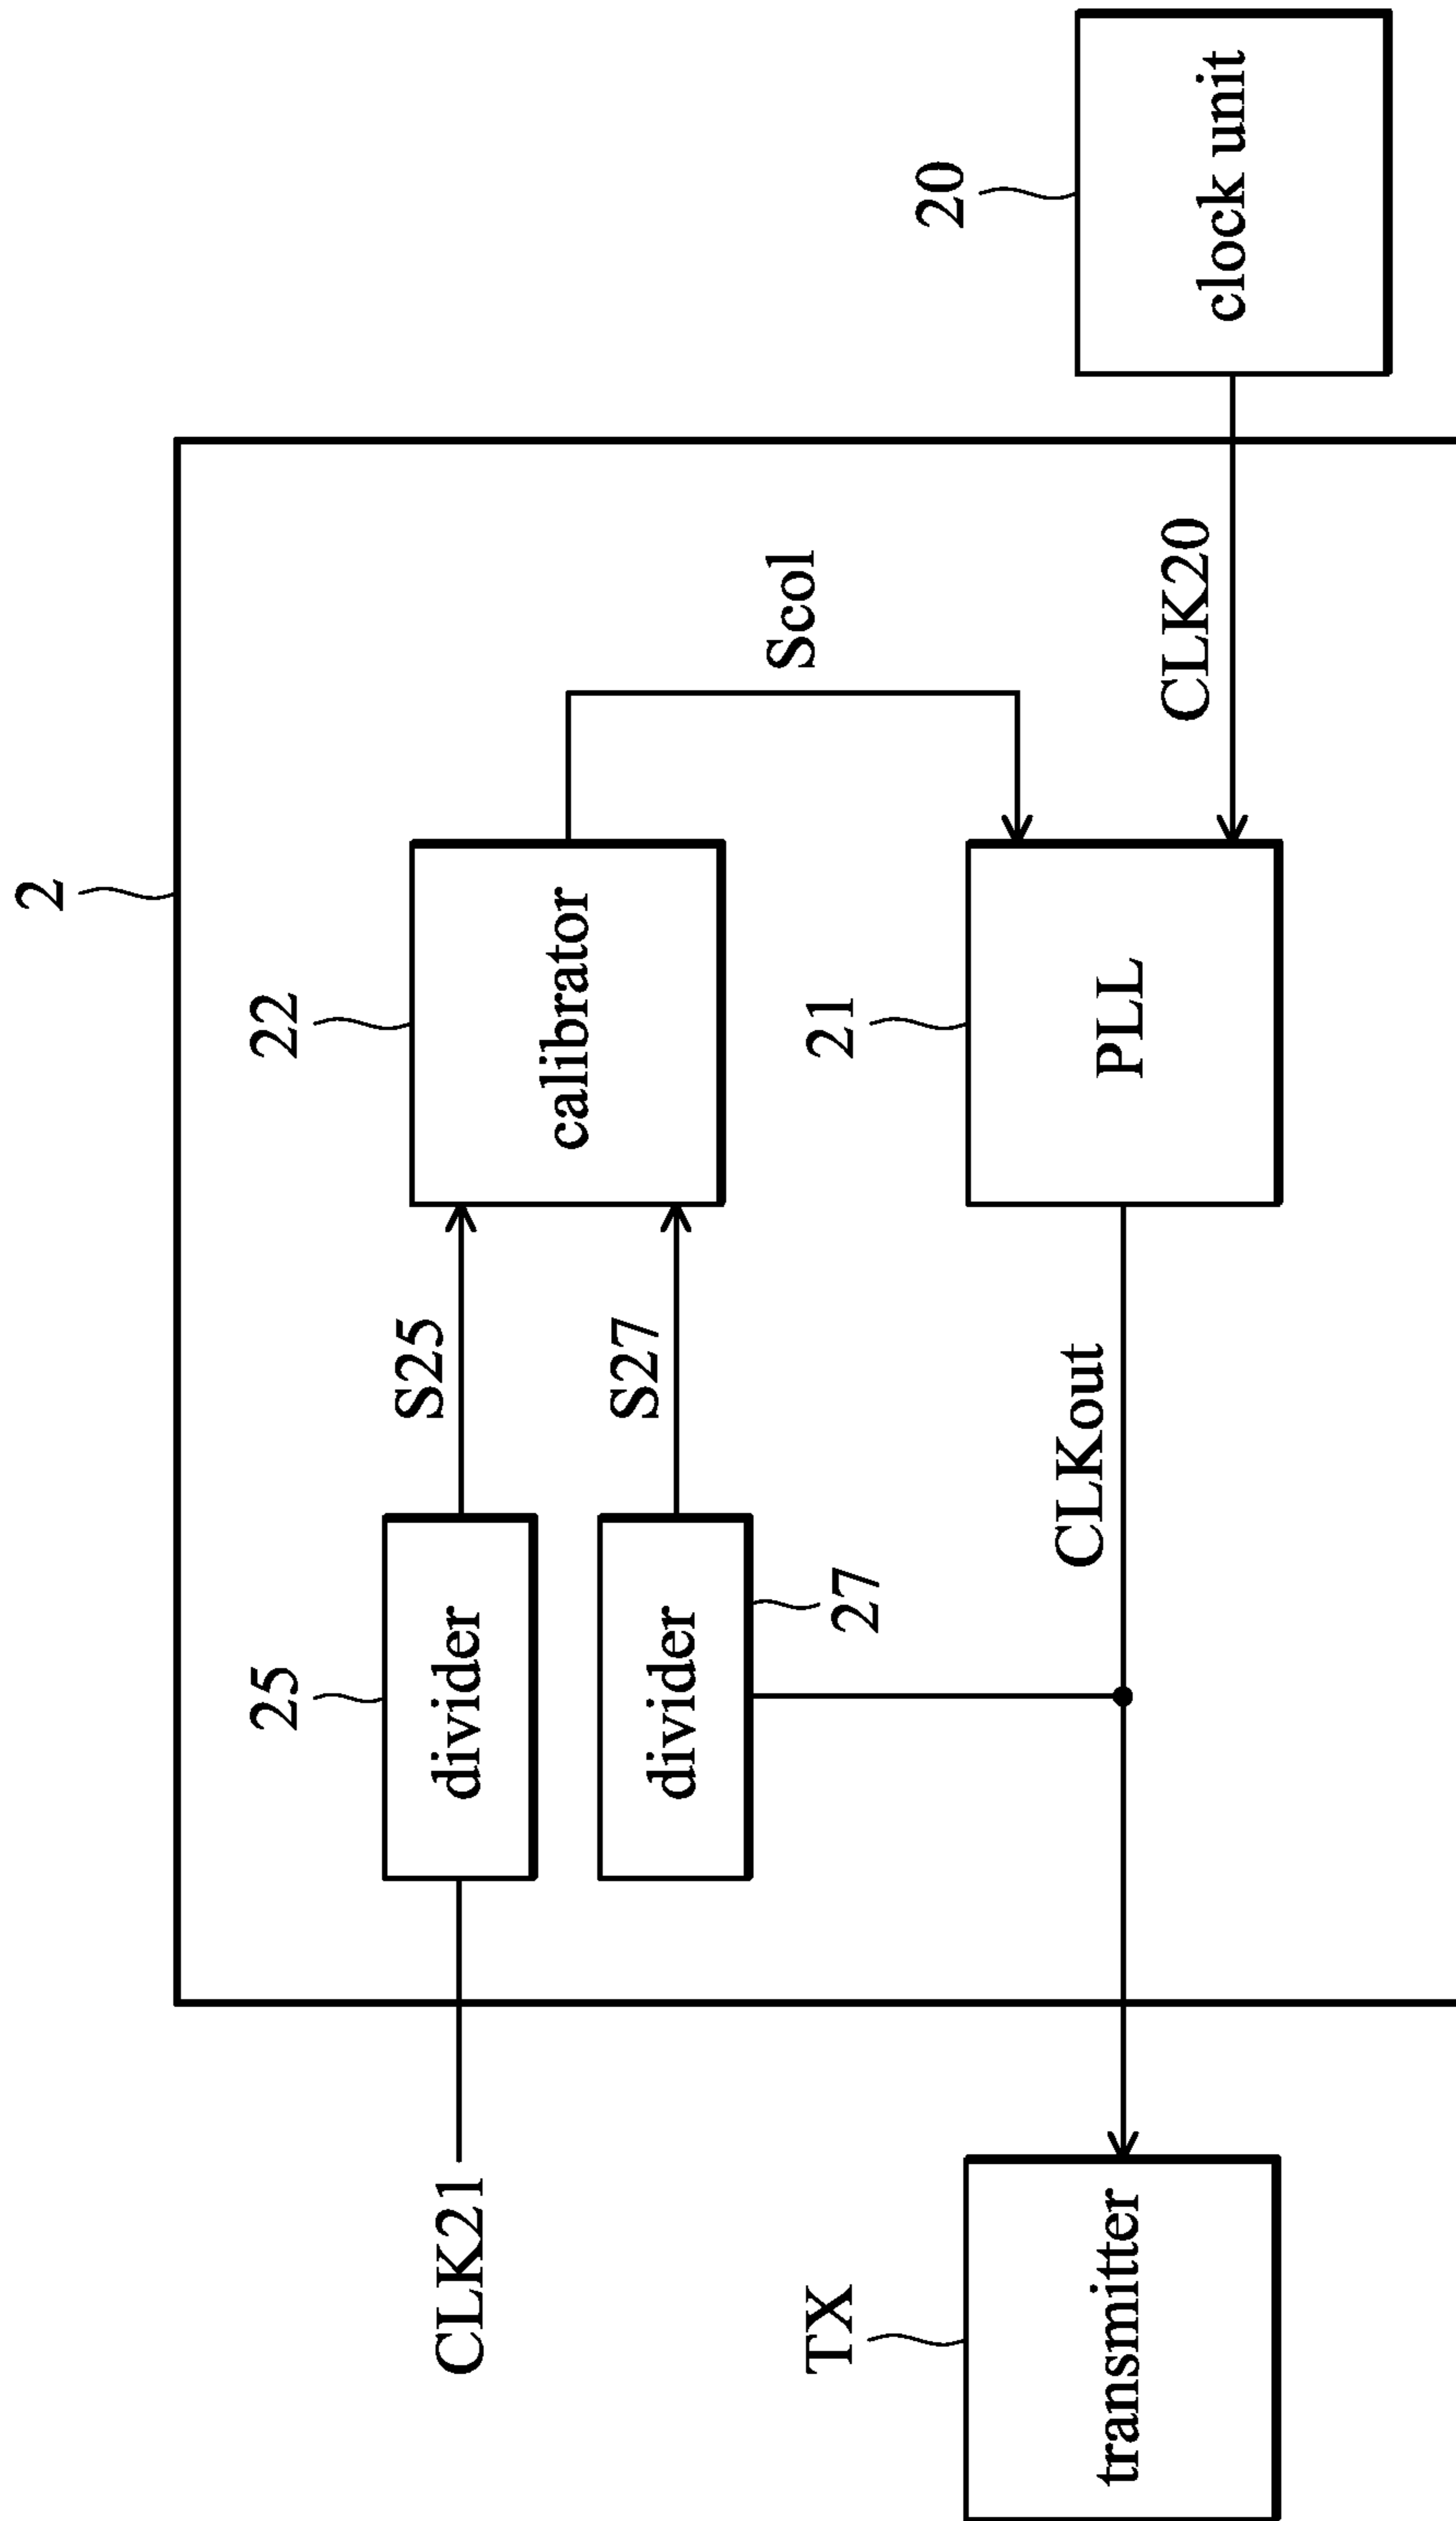 2
CLK21
25
divider
S25
22
calibrator
divider
27
S27
Scol
TX
transmitter
CLKout
21
PLL
CLK20
20
clock unit